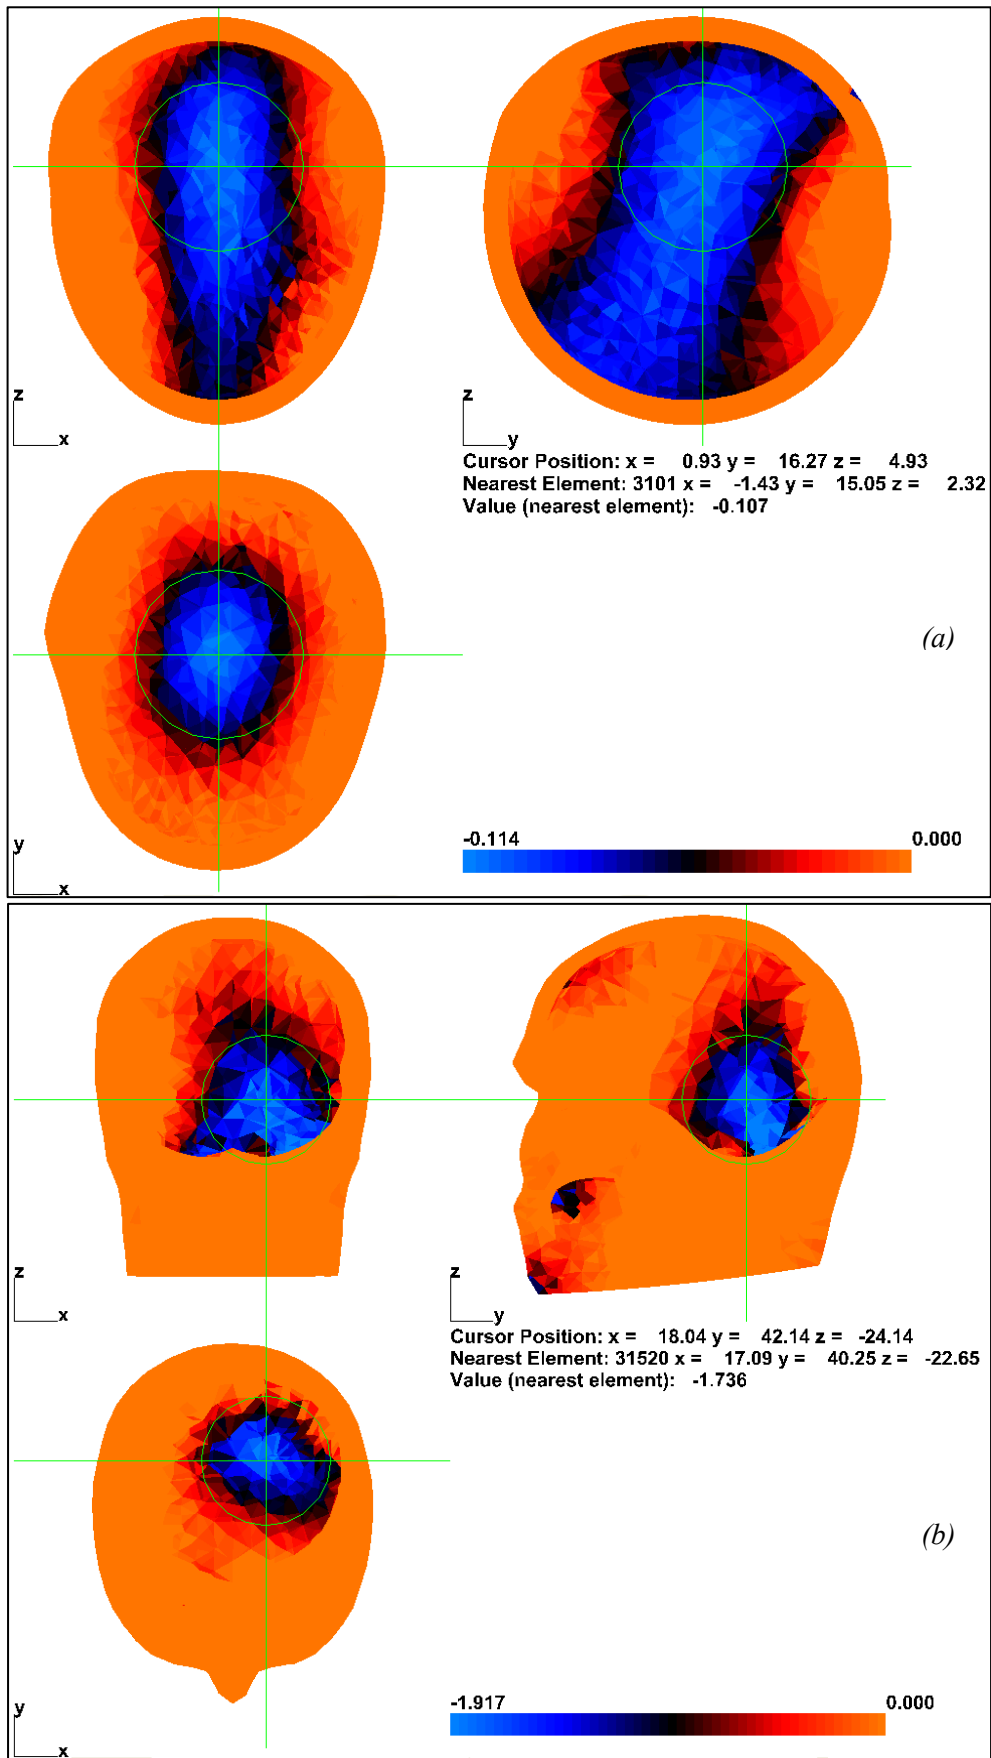 z
x
z
y
Cursor Position: x = 0.93 y = 16.27 z = 4.93
Nearest Element: 3101 x = -1.43 y = 15.05 z = 2.32
Value (nearest element): -0.107
(a)
y
x
-0.114 0.000
z
x
z
y
Cursor Position: x = 18.04 y = 42.14 z = -24.14
Nearest Element: 31520 x = 17.09 y = 40.25 z = -22.65
Value (nearest element): -1.736
(b)
y
x
-1.917 0.000